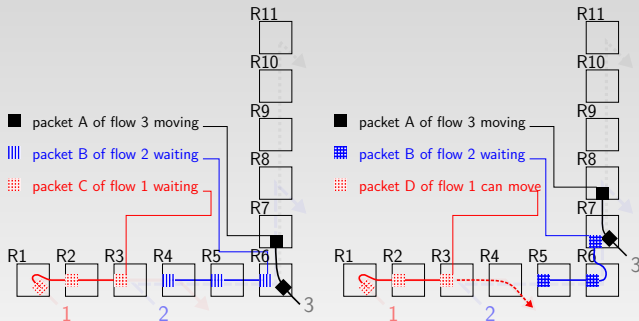 R11
R10
R9
packet A of flow 3 moving
packet B of flow 2 waiting
R8
packet C of flow 1 waiting
R7
R1 R2 R3 R4 R5 R6
1 2 3
R11
R10
R9
packet A of flow 3 moving
packet B of flow 2 waiting
R8
packet D of flow 1 can move
R7
R1 R2 R3 R4 R5 R6
1 2 3